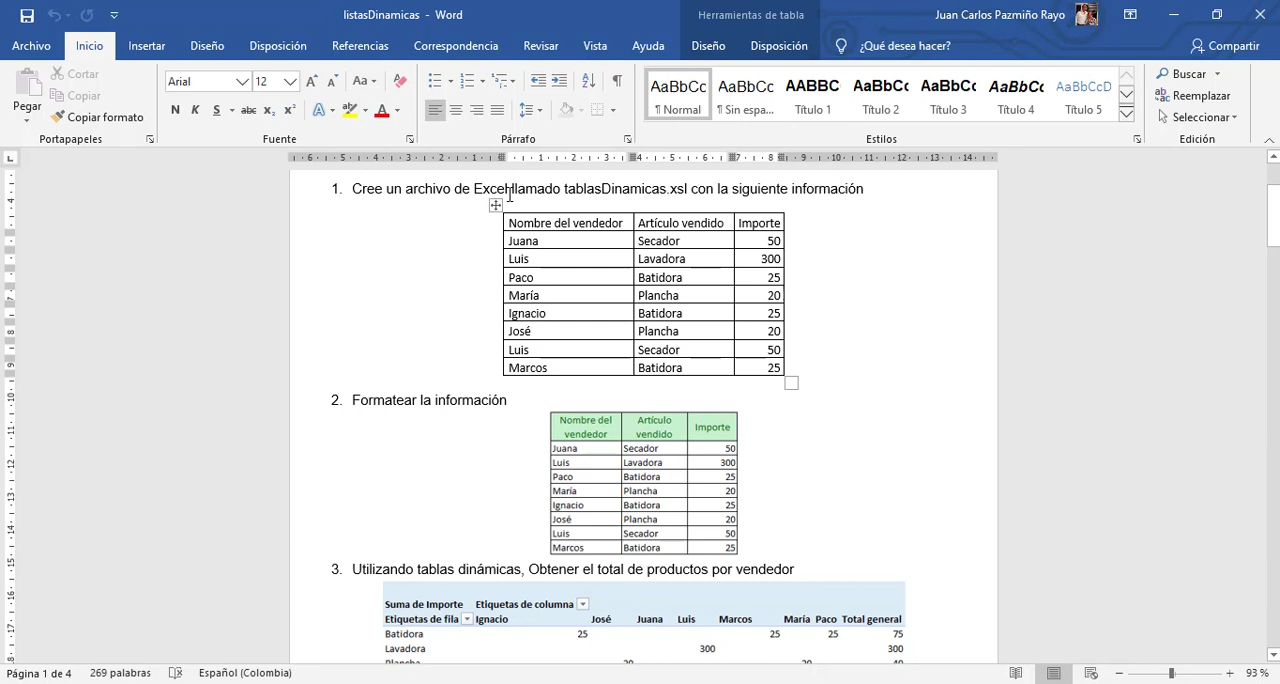 listasDinamicas - Word
Herramientas de tabla
Juan Carlos Pazmiño Rayo
Archivo Inicio Insertar Diseño Disposición Referencias Correspondencia Revisar Vista Ayuda Diseño Disposición ¿Qué desea hacer? Compartir
Pegar
Cortar
Copiar
Copiar formato
Portapapeles
Arial 12
N K S abc x₂ x²
Fuente
Párrafo
AaBbCc AaBbCc AABBC AaBbCc AaBbCc AaBbCc AaBbCcD
¶ Normal ¶ Sin espa... Título 1 Título 2 Título 3 Título 4 Título 5
Estilos
Buscar
Reemplazar
Seleccionar
Edición
1. Cree un archivo de Excel llamado tablasDinamicas.xsl con la siguiente información
Nombre del vendedor Artículo vendido Importe
Juana Secador 50
Luis Lavadora 300
Paco Batidora 25
María Plancha 20
Ignacio Batidora 25
José Plancha 20
Luis Secador 50
Marcos Batidora 25
2. Formatear la información
Nombre del vendedor Artículo vendido Importe
Juana Secador 50
Luis Lavadora 300
Paco Batidora 25
María Plancha 20
Ignacio Batidora 25
José Plancha 20
Luis Secador 50
Marcos Batidora 25
3. Utilizando tablas dinámicas, Obtener el total de productos por vendedor
Suma de Importe Etiquetas de columna
Etiquetas de fila Ignacio José Juana Luis Marcos María Paco Total general
Batidora 25 25 25 75
Lavadora 300 300
Plancha 20 20 40
Página 1 de 4 269 palabras Español (Colombia) 93 %